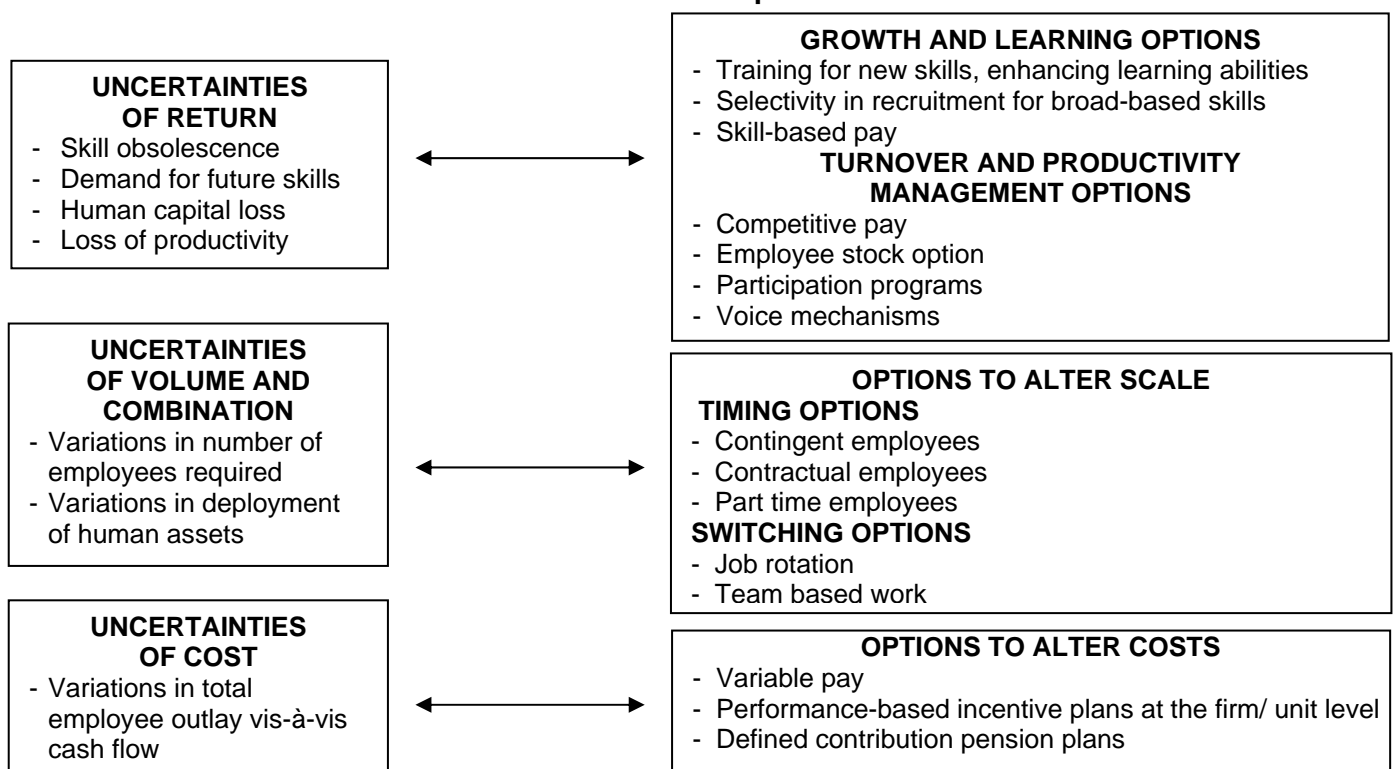 UNCERTAINTIES
OF RETURN
- Skill obsolescence
- Demand for future skills
- Human capital loss
- Loss of productivity
GROWTH AND LEARNING OPTIONS
- Training for new skills, enhancing learning abilities
- Selectivity in recruitment for broad-based skills
- Skill-based pay
TURNOVER AND PRODUCTIVITY
MANAGEMENT OPTIONS
- Competitive pay
- Employee stock option
- Participation programs
- Voice mechanisms
UNCERTAINTIES
OF VOLUME AND
COMBINATION
- Variations in number of
employees required
- Variations in deployment
of human assets
OPTIONS TO ALTER SCALE
TIMING OPTIONS
- Contingent employees
- Contractual employees
- Part time employees
SWITCHING OPTIONS
- Job rotation
- Team based work
UNCERTAINTIES
OF COST
- Variations in total
employee outlay vis-à-vis
cash flow
OPTIONS TO ALTER COSTS
- Variable pay
- Performance-based incentive plans at the firm/ unit level
- Defined contribution pension plans